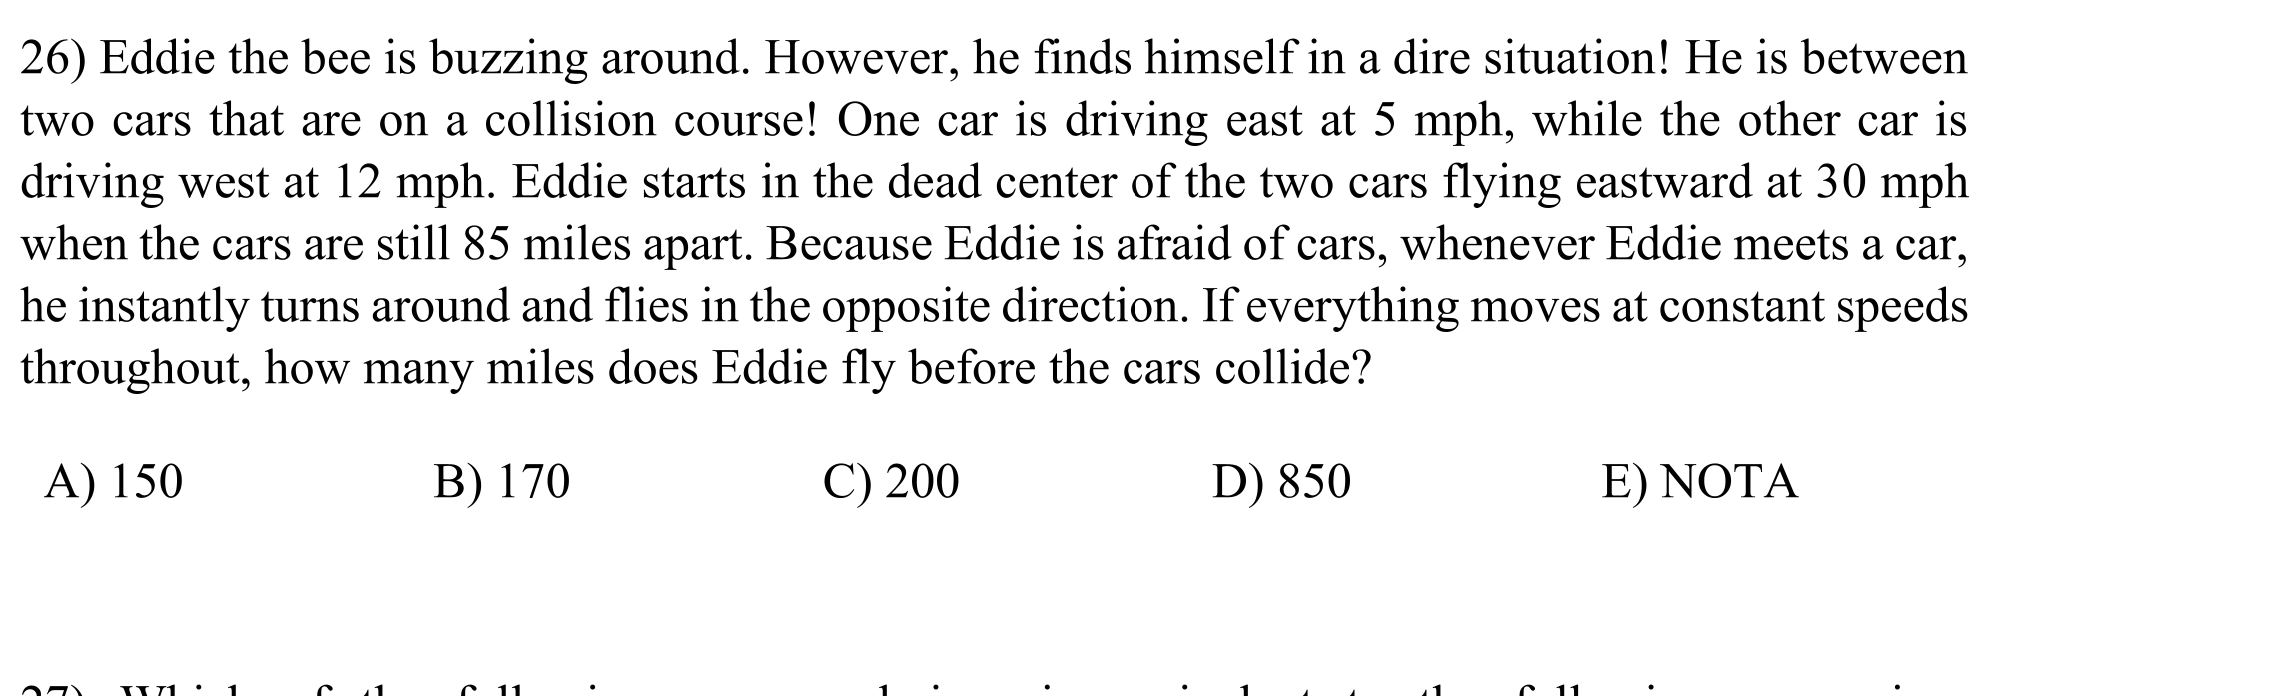 26) Eddie the bee is buzzing around. However, he finds himself in a dire situation! He is between
two cars that are on a collision course! One car is driving east at 5 mph, while the other car is
driving west at 12 mph. Eddie starts in the dead center of the two cars flying eastward at 30 mph
when the cars are still 85 miles apart. Because Eddie is afraid of cars, whenever Eddie meets a car,
he instantly turns around and flies in the opposite direction. If everything moves at constant speeds
throughout, how many miles does Eddie fly before the cars collide?
A) 150 B) 170 C) 200 D) 850 E) NOTA